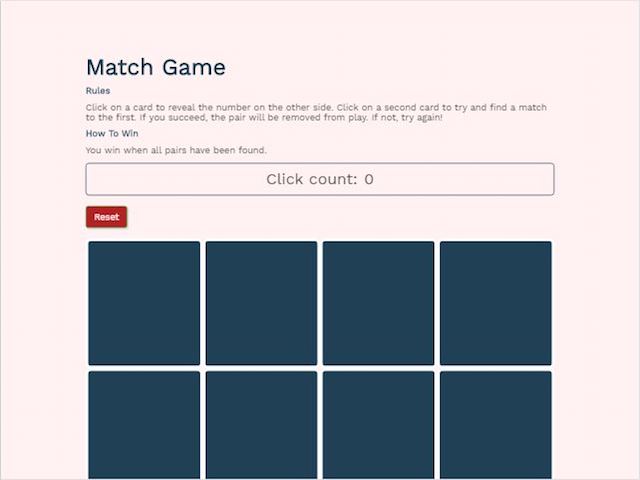 Match Game
Rules
Click on a card to reveal the number on the other side. Click on a second card to try and find a match
to the first. If you succeed, the pair will be removed from play. If not, try again!
How To Win
You win when all pairs have been found.
Click count: 0
Reset